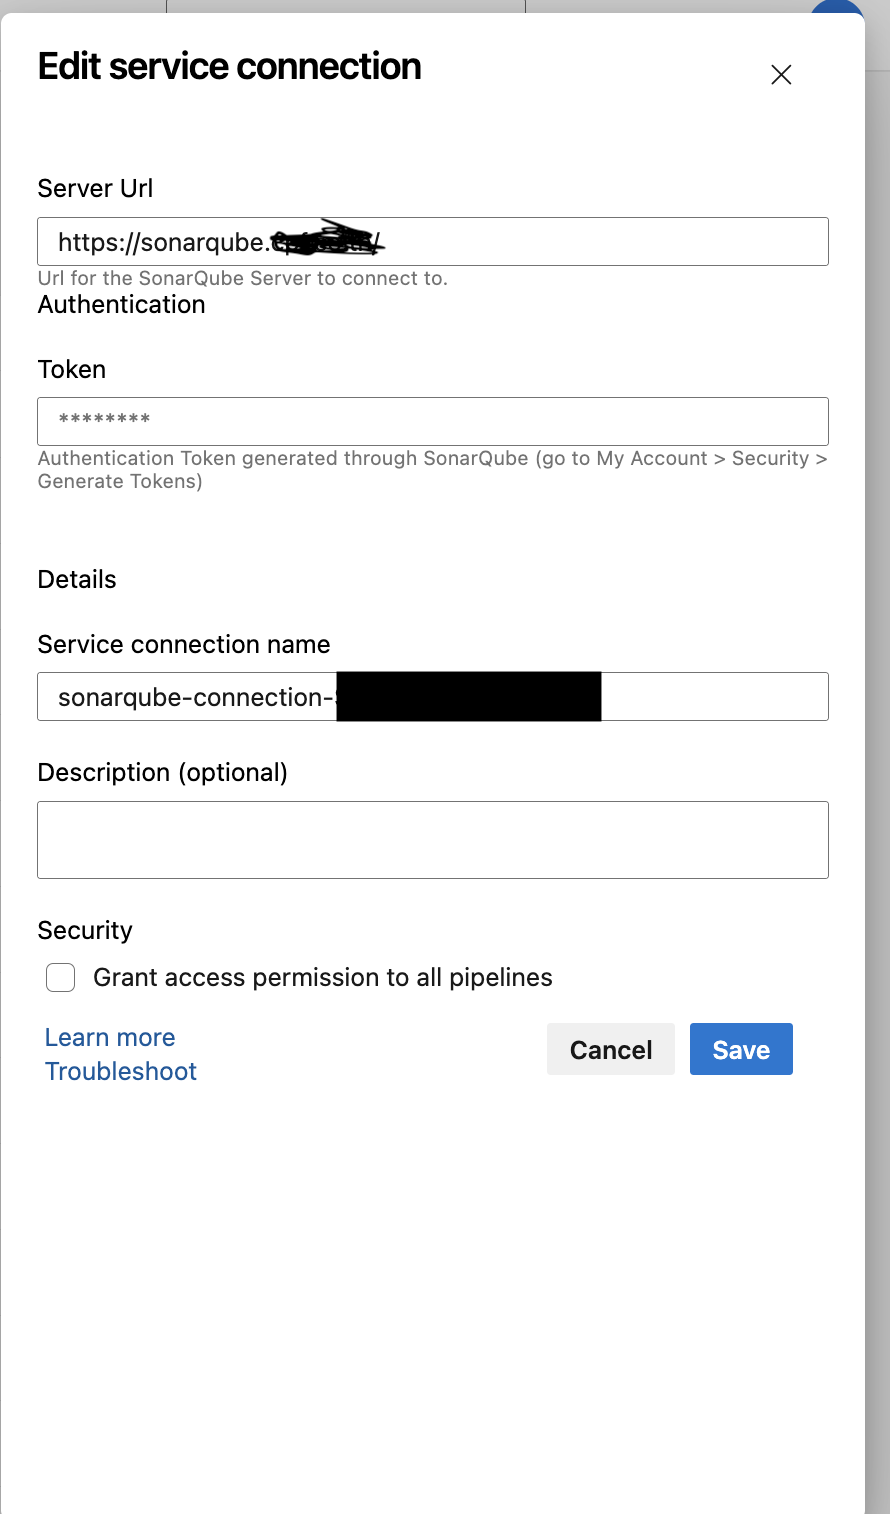 Edit service connection
Server Url
https://sonarqube.
Url for the SonarQube Server to connect to.
Authentication
Token
********
Authentication Token generated through SonarQube (go to My Account > Security >
Generate Tokens)
Details
Service connection name
sonarqube-connection-
Description (optional)
Security
Grant access permission to all pipelines
Learn more
Cancel
Save
Troubleshoot